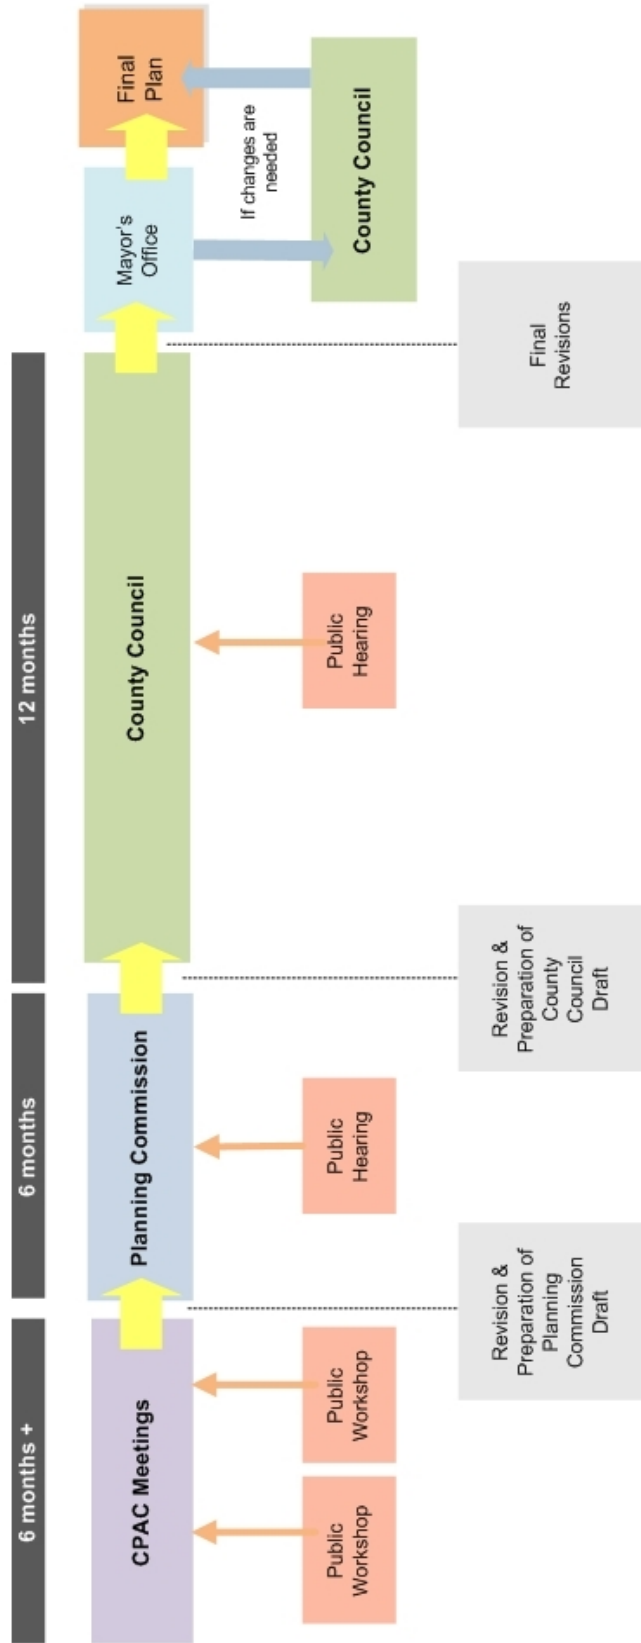 6 months +
6 months
12 months
CPAC Meetings
Planning Commission
County Council
Mayor's
Office
Final
Plan
If changes are
needed
County Council
Public
Workshop
Public
Workshop
Public
Hearing
Public
Hearing
Revision &
Preparation of
Planning
Commission
Draft
Revision &
Preparation of
County
Council
Draft
Final
Revisions